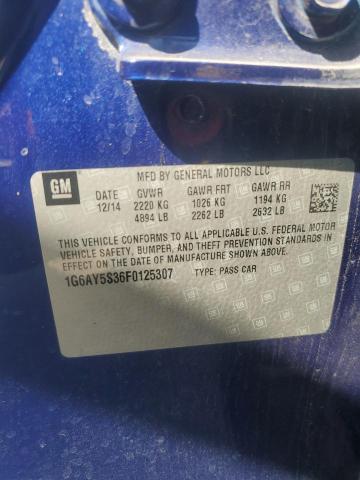 GM
MFD BY GENERAL MOTORS LLC
DATE GVWR GAWR FRT GAWR RR
12/14 2220 KG 1026 KG 1194 KG
4894 LB 2262 LB 2632 LB
THIS VEHICLE CONFORMS TO ALL APPLICABLE U.S. FEDERAL MOTOR
VEHICLE SAFETY, BUMPER, AND THEFT PREVENTION STANDARDS
IN EFFECT ON THE DATE OF MANUFACTURE SHOWN ABOVE.
1G6AY5S36F0125307 TYPE: PASS CAR